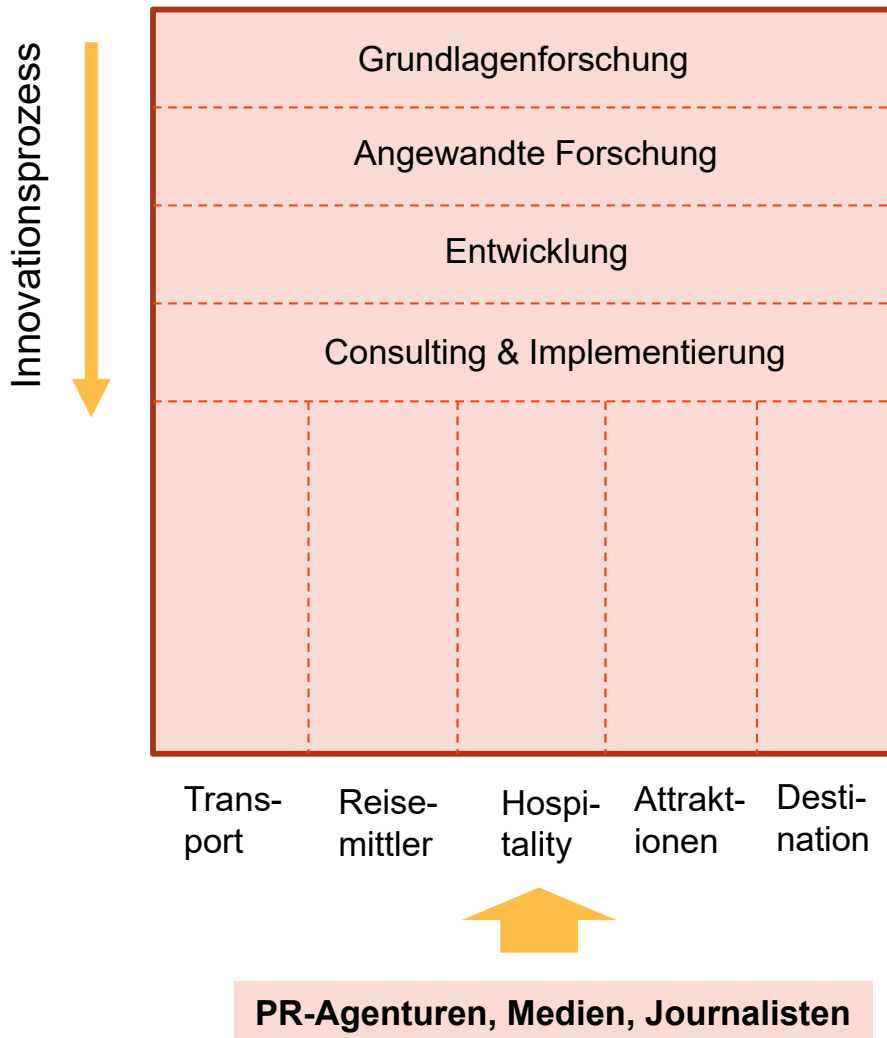 Innovationsprozess
Grundlagenforschung
Angewandte Forschung
Entwicklung
Consulting & Implementierung
Trans-
port
Reise-
mittler
Hospi-
tality
Attrakt-
ionen
Desti-
nation
PR-Agenturen, Medien, Journalisten